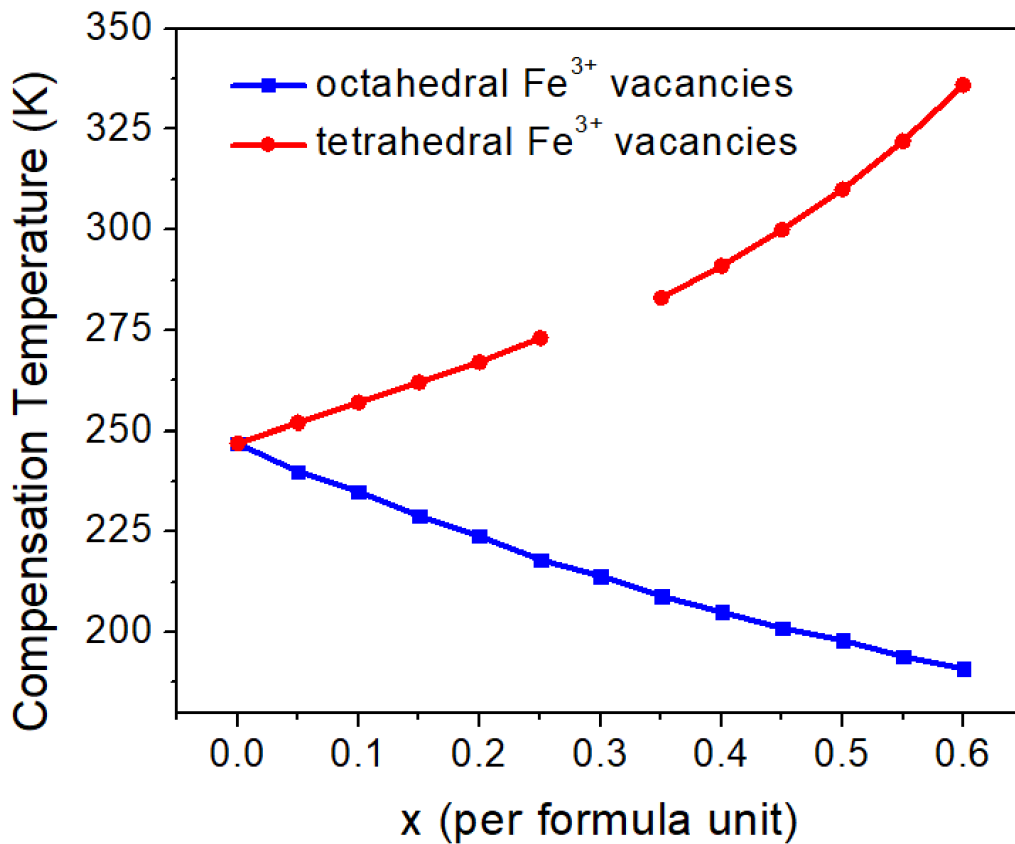 350
325
300
275
250
225
200
Compensation Temperature (K)
octahedral Fe³⁺ vacancies
tetrahedral Fe³⁺ vacancies
0.0 0.1 0.2 0.3 0.4 0.5 0.6
x (per formula unit)